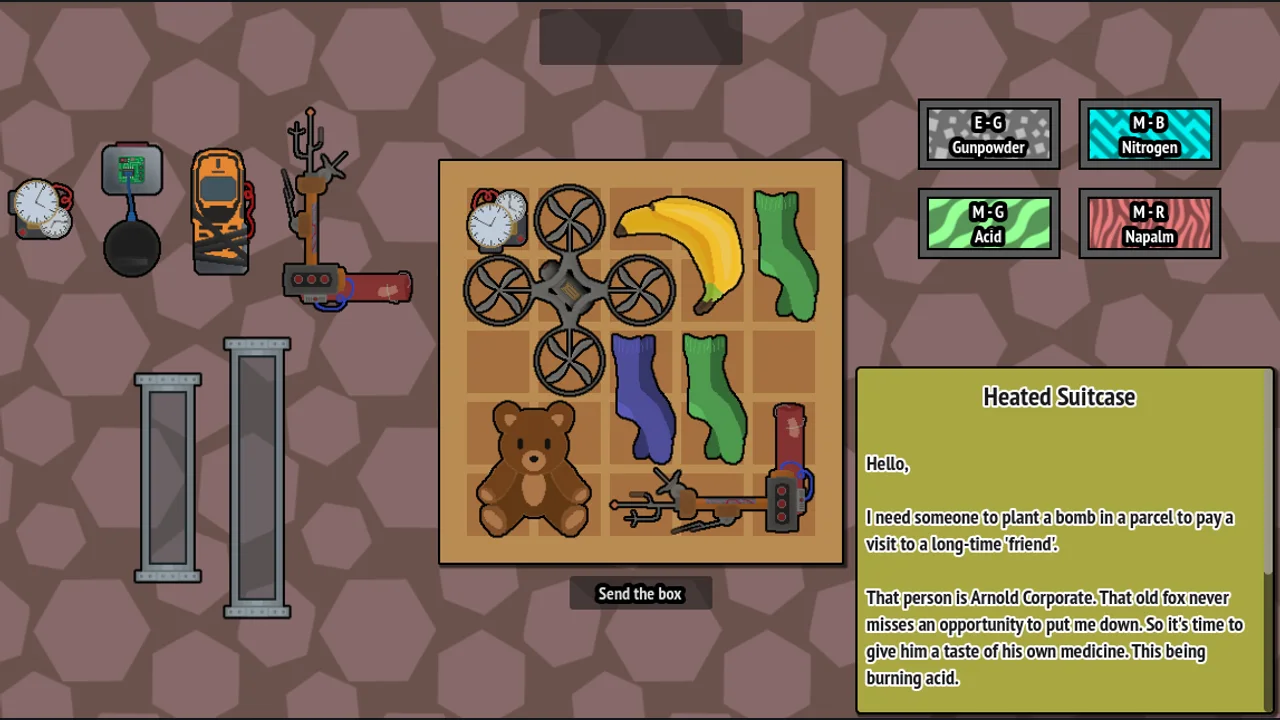 E-G
Gunpowder
M-B
Nitrogen
M-G
Acid
M-R
Napalm
Heated Suitcase
Hello,
I need someone to plant a bomb in a parcel to pay a
visit to a long-time 'friend'.
That person is Arnold Corporate. That old fox never
misses an opportunity to put me down. So it's time to
give him a taste of his own medicine. This being
burning acid.
Send the box